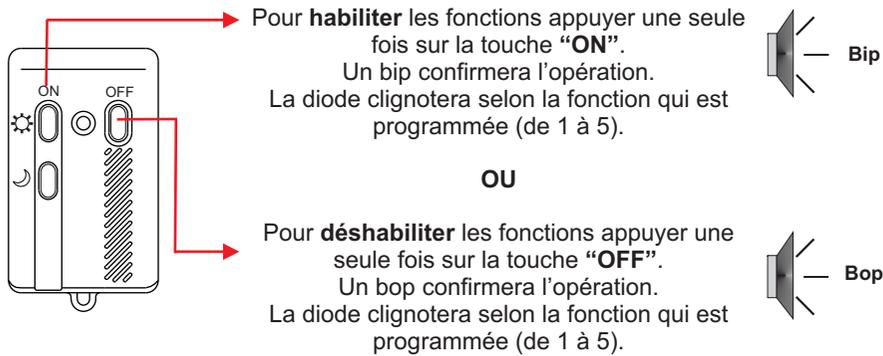 Pour habiliter les fonctions appuyer une seule
fois sur la touche “ON”.
Un bip confirmera l’opération.
La diode clignotera selon la fonction qui est
programmée (de 1 à 5).
Bip
ON
OFF
OU
Pour déshabiliter les fonctions appuyer une
seule fois sur la touche “OFF”.
Un bop confirmera l’opération.
La diode clignotera selon la fonction qui est
programmée (de 1 à 5).
Bop